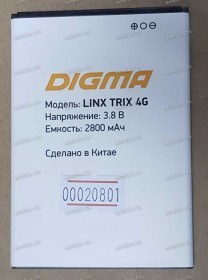 DIGMA
Модель: LINX TRIX 4G
Напряжение: 3.8 В
Емкость: 2800 мАч
Сделано в Китае
00020801